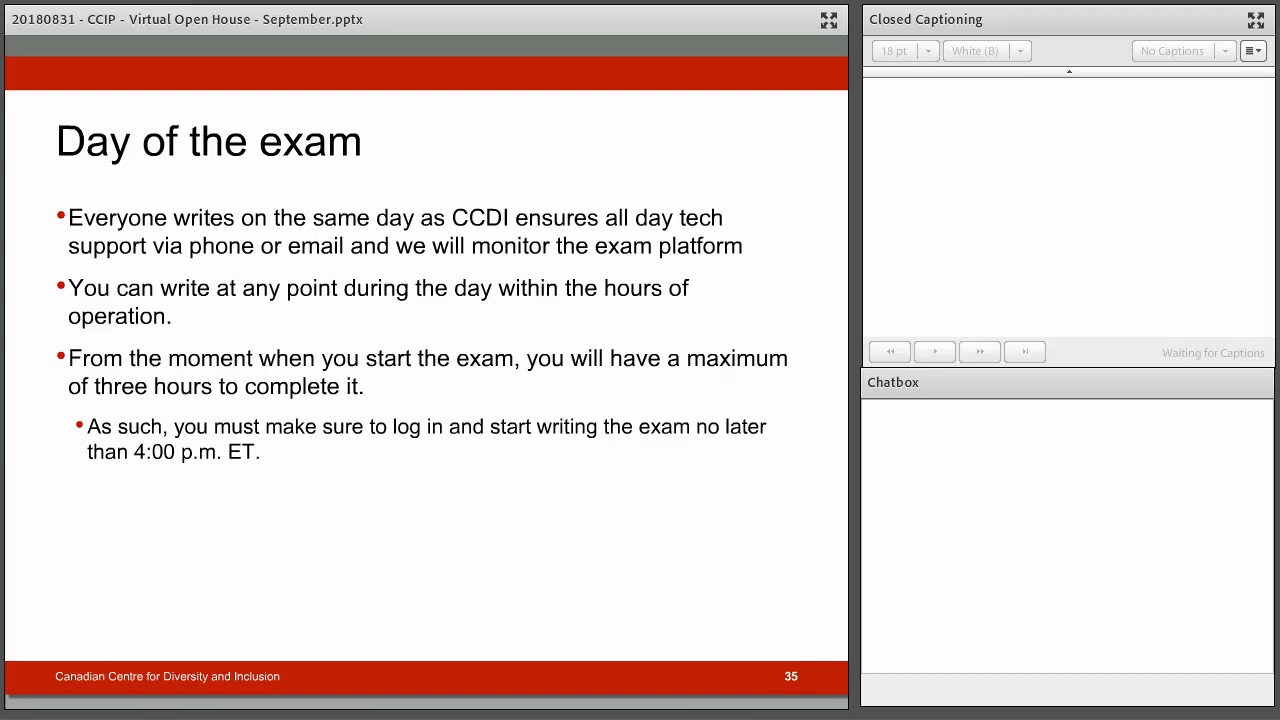 20180831 - CCIP - Virtual Open House - September.pptx
Day of the exam
•Everyone writes on the same day as CCDI ensures all day tech
support via phone or email and we will monitor the exam platform
•You can write at any point during the day within the hours of
operation.
•From the moment when you start the exam, you will have a maximum
of three hours to complete it.
•As such, you must make sure to log in and start writing the exam no later
than 4:00 p.m. ET.
Canadian Centre for Diversity and Inclusion
35
Closed Captioning
18 pt
White (B)
No Captions
Waiting for Captions
Chatbox